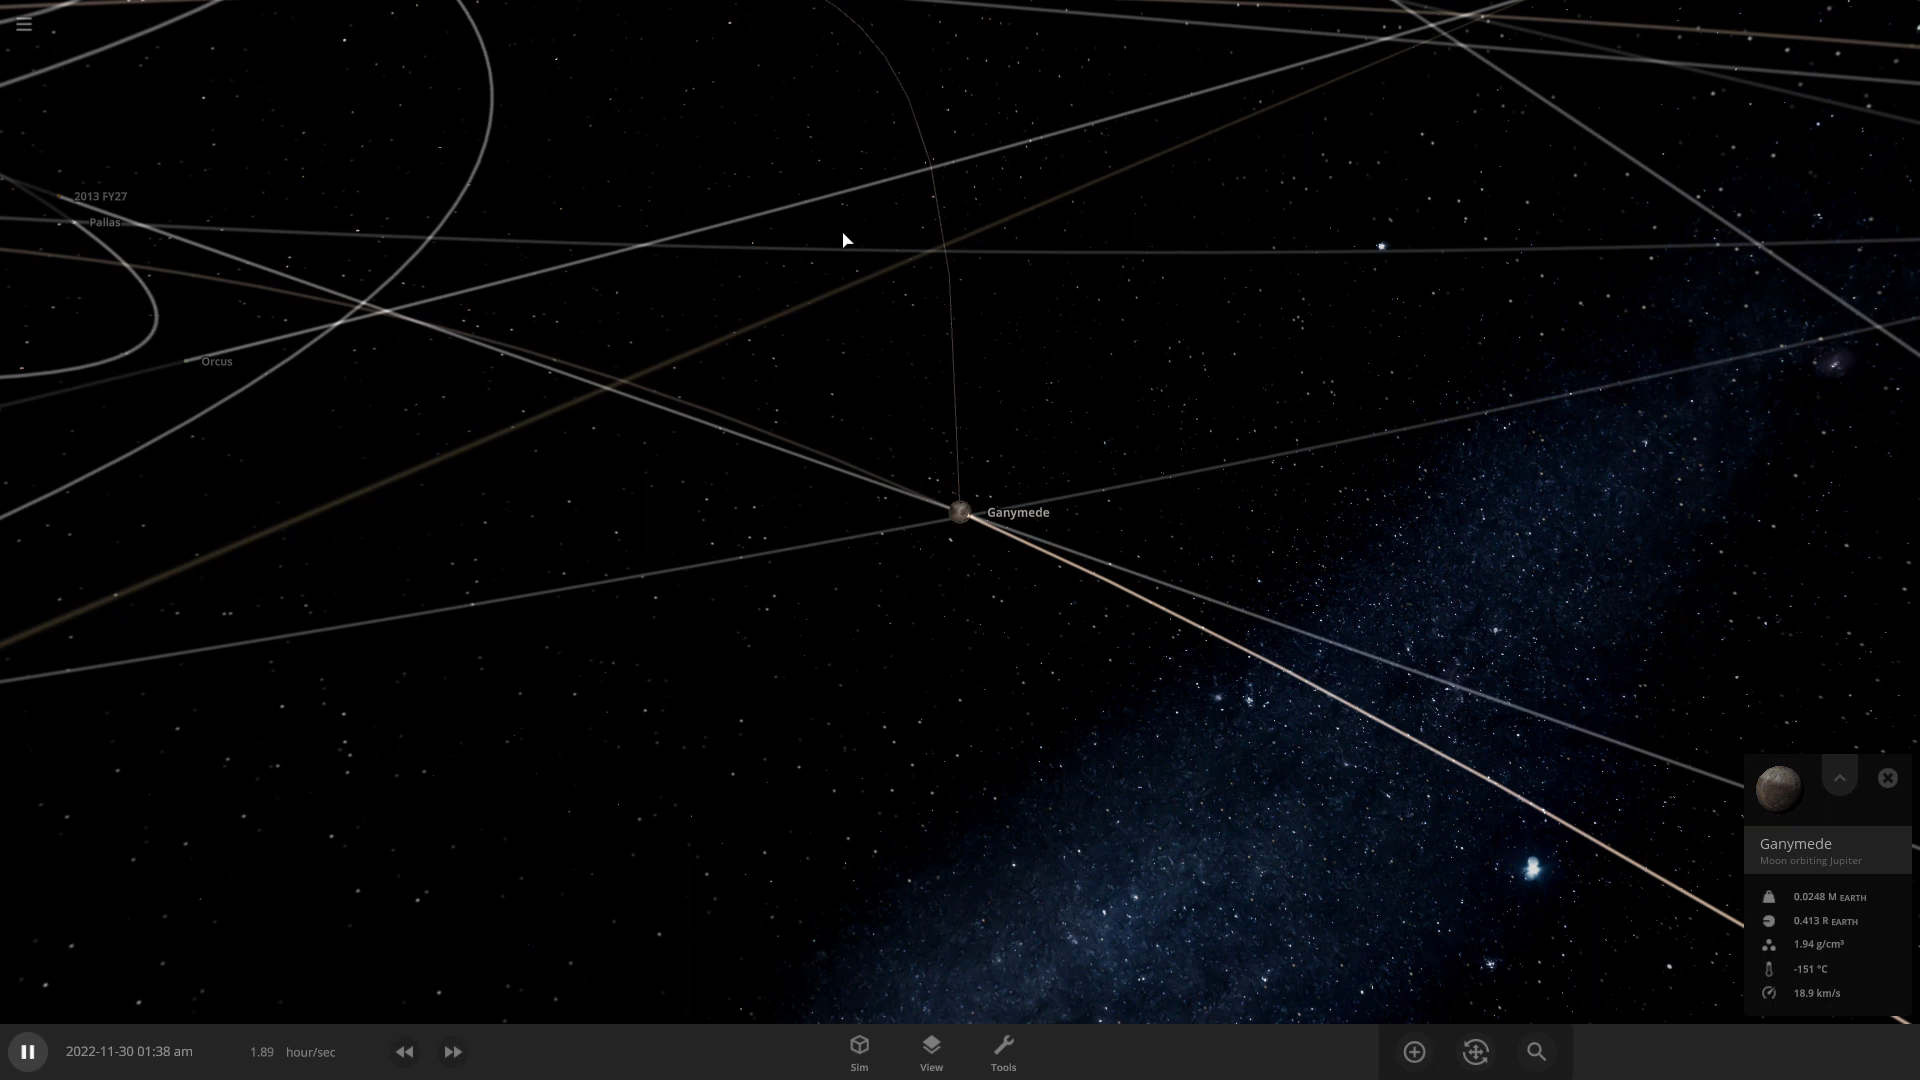 2013 FY27
Pallas
Orcus
Ganymede
Ganymede
Moon orbiting Jupiter
0.0248 M EARTH
0.413 R EARTH
1.94 g/cm³
-151 °C
18.9 km/s
2022-11-30 01:38 am
1.89 hour/sec
Sim
View
Tools